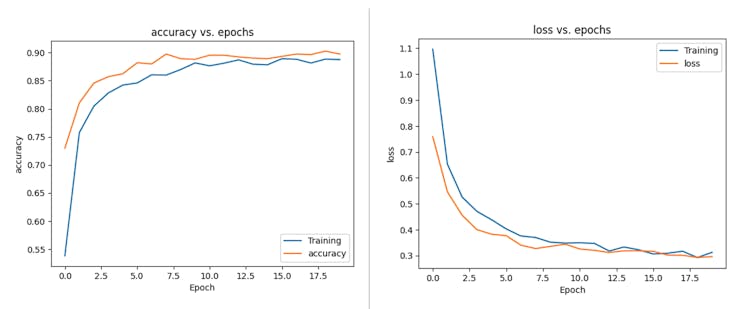 accuracy vs. epochs
0.90
0.85
0.80
0.75
0.70
0.65
0.60
0.55
accuracy
0.0 2.5 5.0 7.5 10.0 12.5 15.0 17.5
Epoch
Training
accuracy
loss vs. epochs
1.1
1.0
0.9
0.8
0.7
0.6
0.5
0.4
0.3
loss
0.0 2.5 5.0 7.5 10.0 12.5 15.0 17.5
Epoch
Training
loss